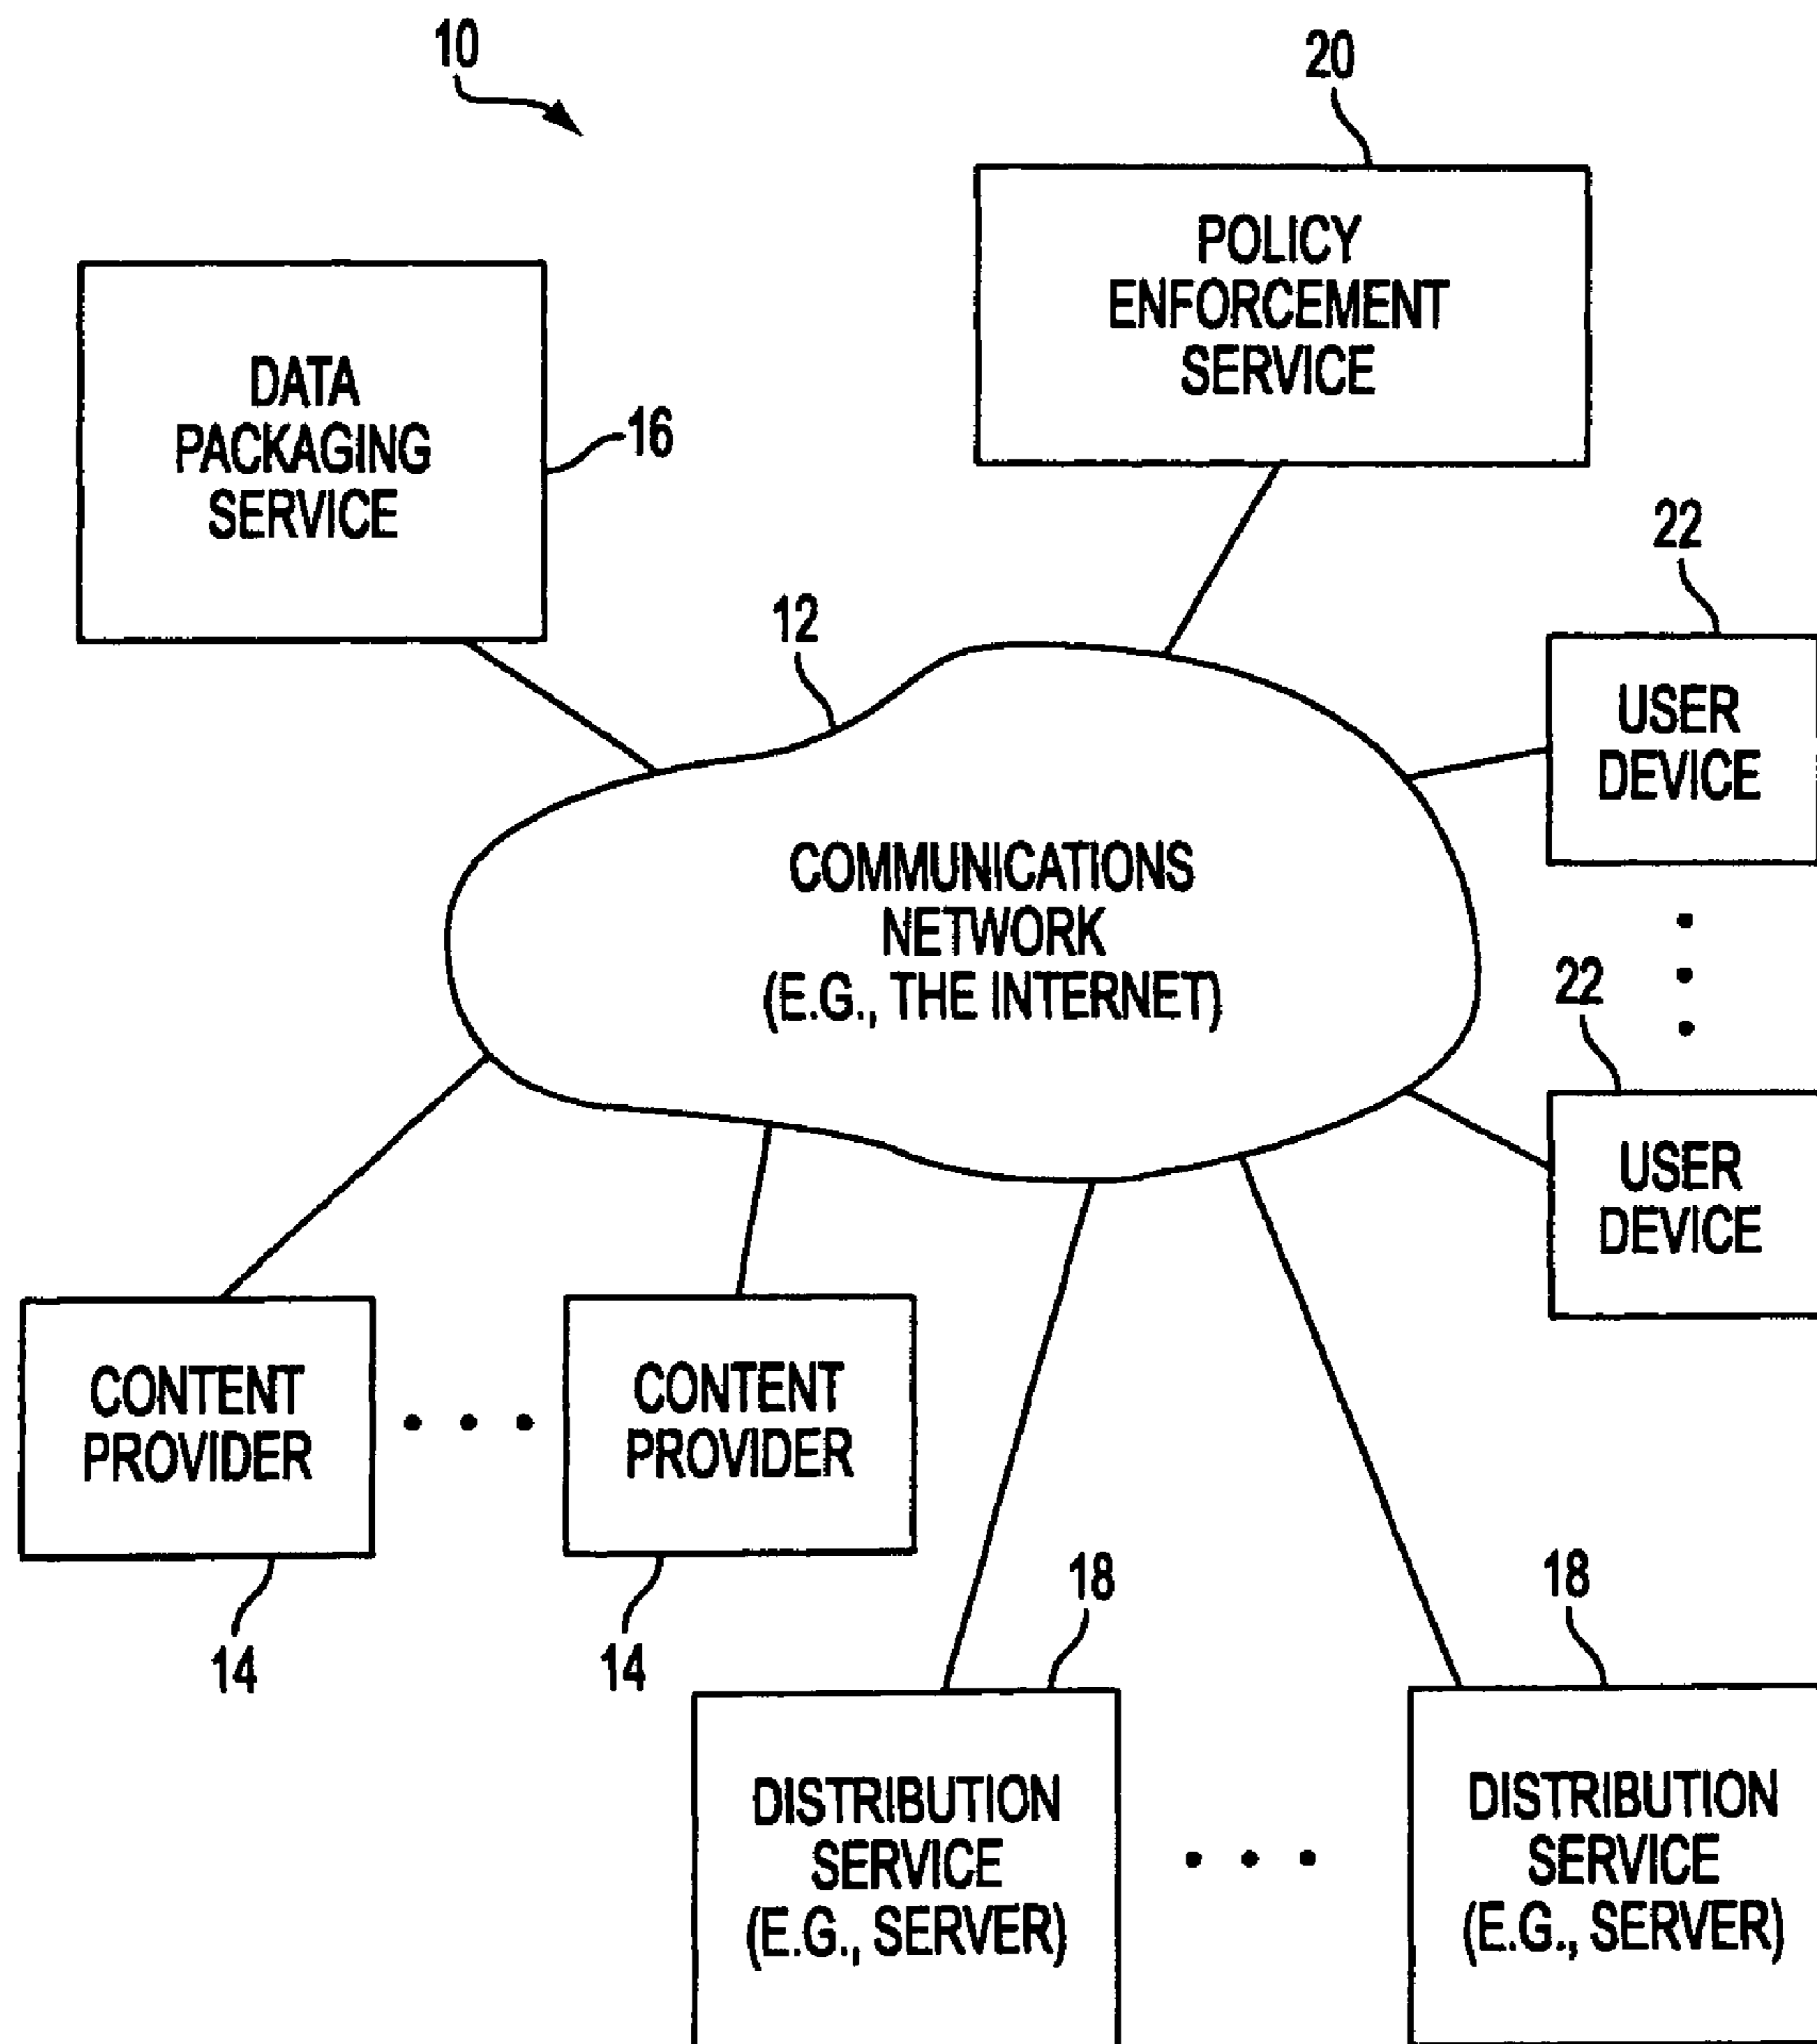 10
20
POLICY
ENFORCEMENT
SERVICE
DATA
PACKAGING
SERVICE
16
22
12
USER
DEVICE
COMMUNICATIONS
NETWORK
(E.G., THE INTERNET)
22
USER
DEVICE
CONTENT
PROVIDER
CONTENT
PROVIDER
14
14
18
18
DISTRIBUTION
SERVICE
(E.G., SERVER)
DISTRIBUTION
SERVICE
(E.G., SERVER)